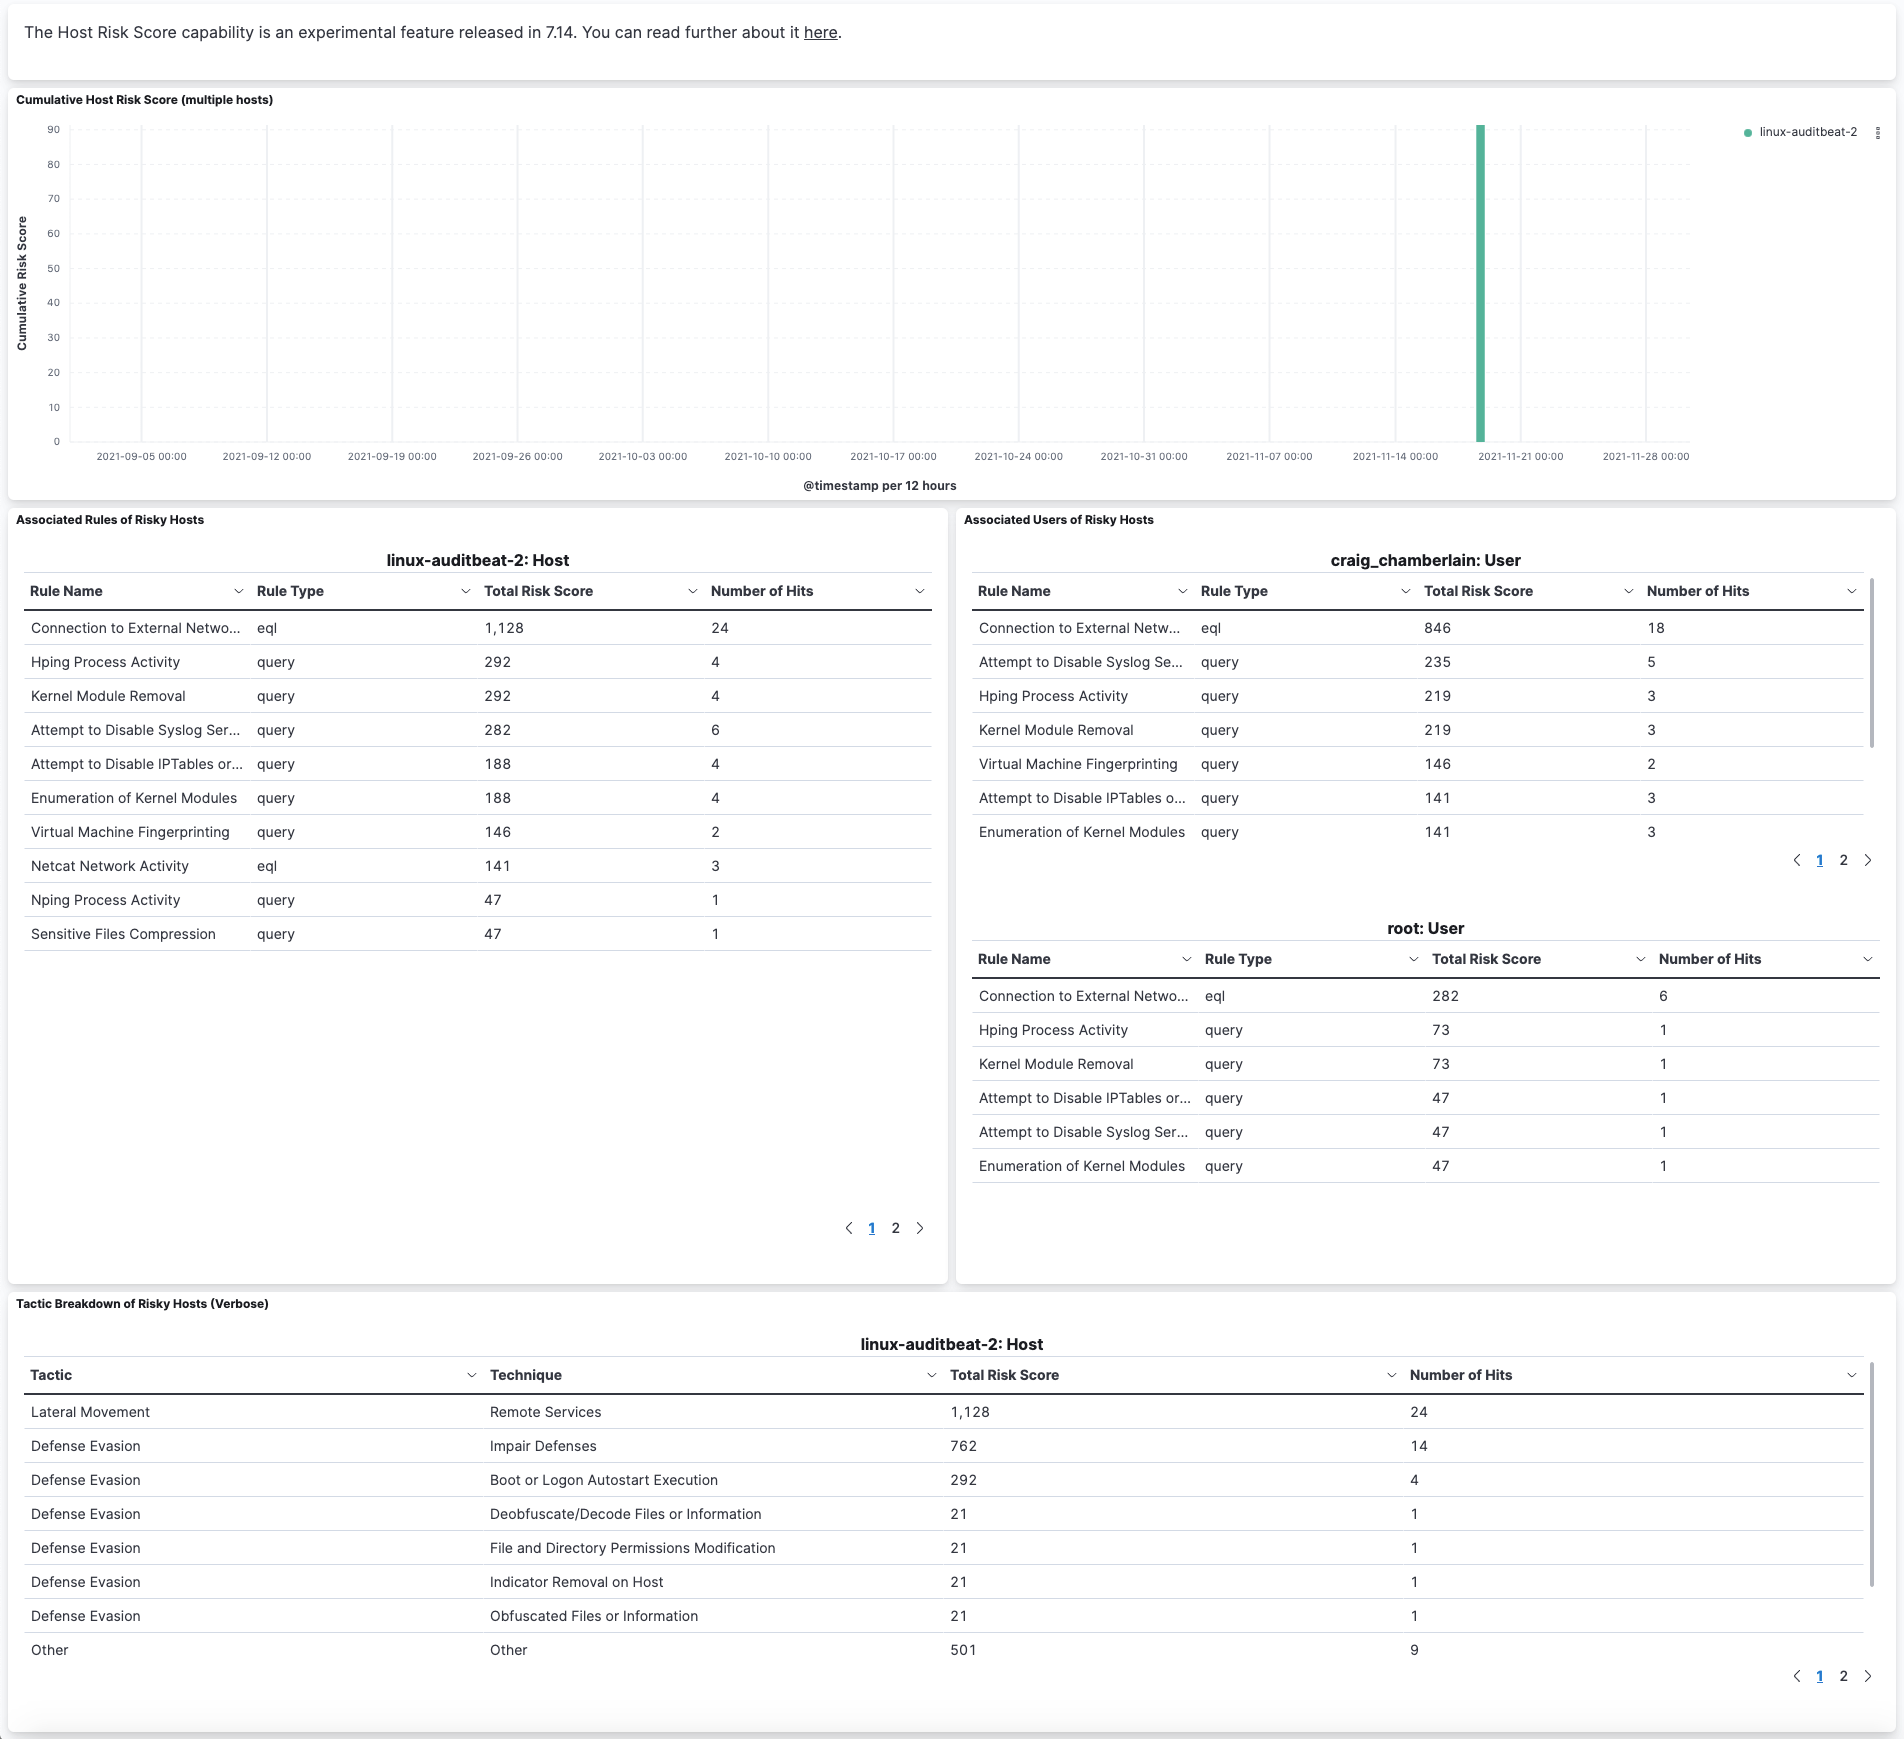 The Host Risk Score capability is an experimental feature released in 7.14. You can read further about it here.
Cumulative Host Risk Score (multiple hosts)
90
80
70
60
50
40
30
20
10
0
Cumulative Risk Score
linux-auditbeat-2
2021-09-05 00:00 2021-09-12 00:00 2021-09-19 00:00 2021-09-26 00:00 2021-10-03 00:00 2021-10-10 00:00 2021-10-17 00:00 2021-10-24 00:00 2021-10-31 00:00 2021-11-07 00:00 2021-11-14 00:00 2021-11-21 00:00 2021-11-28 00:00
@timestamp per 12 hours
Associated Rules of Risky Hosts
linux-auditbeat-2: Host
Rule Name Rule Type Total Risk Score Number of Hits
Connection to External Netwo... eql 1,128 24
Hping Process Activity query 292 4
Kernel Module Removal query 292 4
Attempt to Disable Syslog Ser... query 282 6
Attempt to Disable IPTables or... query 188 4
Enumeration of Kernel Modules query 188 4
Virtual Machine Fingerprinting query 146 2
Netcat Network Activity eql 141 3
Nping Process Activity query 47 1
Sensitive Files Compression query 47 1
1 2
Associated Users of Risky Hosts
craig_chamberlain: User
Rule Name Rule Type Total Risk Score Number of Hits
Connection to External Netw... eql 846 18
Attempt to Disable Syslog Se... query 235 5
Hping Process Activity query 219 3
Kernel Module Removal query 219 3
Virtual Machine Fingerprinting query 146 2
Attempt to Disable IPTables o... query 141 3
Enumeration of Kernel Modules query 141 3
1 2
root: User
Rule Name Rule Type Total Risk Score Number of Hits
Connection to External Netwo... eql 282 6
Hping Process Activity query 73 1
Kernel Module Removal query 73 1
Attempt to Disable IPTables or... query 47 1
Attempt to Disable Syslog Ser... query 47 1
Enumeration of Kernel Modules query 47 1
Tactic Breakdown of Risky Hosts (Verbose)
linux-auditbeat-2: Host
Tactic Technique Total Risk Score Number of Hits
Lateral Movement Remote Services 1,128 24
Defense Evasion Impair Defenses 762 14
Defense Evasion Boot or Logon Autostart Execution 292 4
Defense Evasion Deobfuscate/Decode Files or Information 21 1
Defense Evasion File and Directory Permissions Modification 21 1
Defense Evasion Indicator Removal on Host 21 1
Defense Evasion Obfuscated Files or Information 21 1
Other Other 501 9
1 2